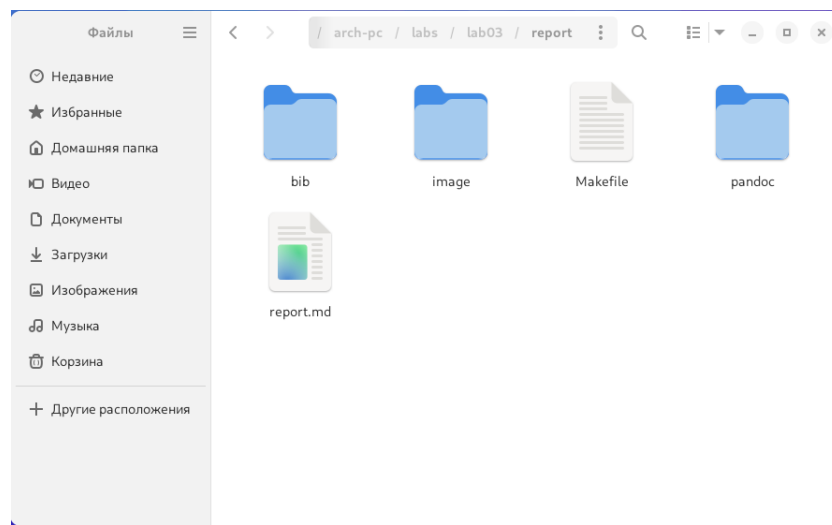 Файлы
/ arch-pc / labs / lab03 / report
Недавние
Избранные
Домашняя папка
Видео
Документы
Загрузки
Изображения
Музыка
Корзина
Другие расположения
bib
image
Makefile
pandoc
report.md